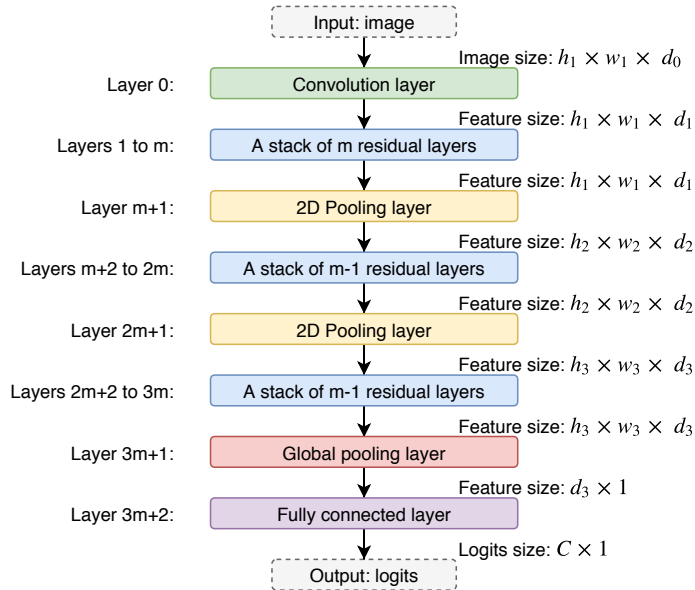 Input: image
Image size: h₁ × w₁ × d₀
Layer 0: Convolution layer
Feature size: h₁ × w₁ × d₁
Layers 1 to m: A stack of m residual layers
Feature size: h₁ × w₁ × d₁
Layer m+1: 2D Pooling layer
Feature size: h₂ × w₂ × d₂
Layers m+2 to 2m: A stack of m-1 residual layers
Feature size: h₂ × w₂ × d₂
Layer 2m+1: 2D Pooling layer
Feature size: h₃ × w₃ × d₃
Layers 2m+2 to 3m: A stack of m-1 residual layers
Feature size: h₃ × w₃ × d₃
Layer 3m+1: Global pooling layer
Feature size: d₃ × 1
Layer 3m+2: Fully connected layer
Logits size: C × 1
Output: logits